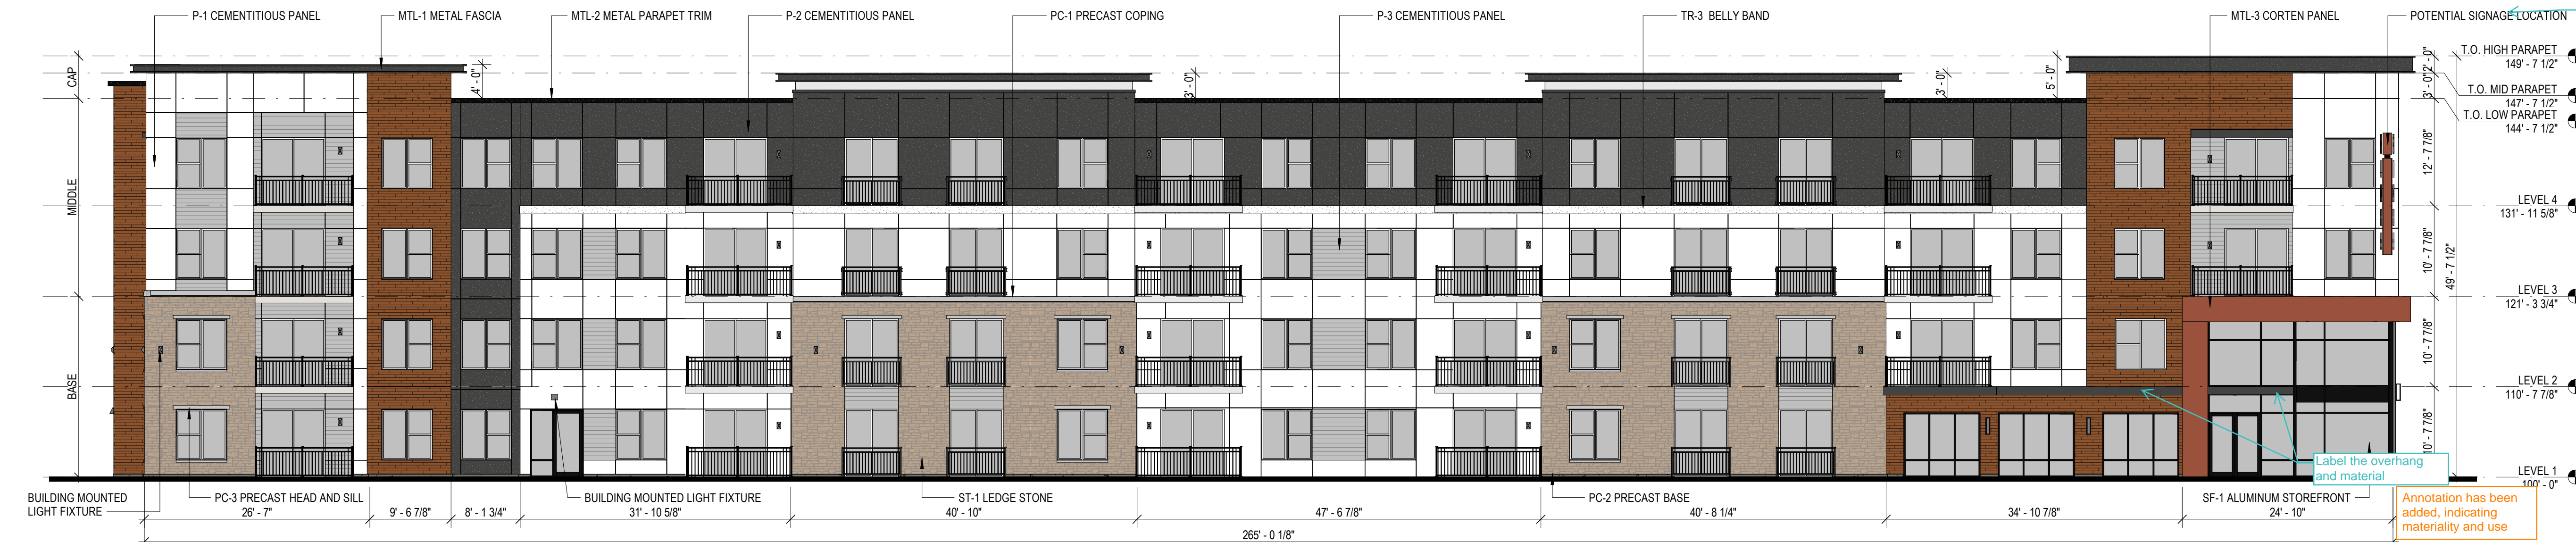 P-1 CEMENTITIOUS PANEL
MTL-1 METAL FASCIA
MTL-2 METAL PARAPET TRIM
P-2 CEMENTITIOUS PANEL
PC-1 PRECAST COPING
P-3 CEMENTITIOUS PANEL
TR-3 BELLY BAND
MTL-3 CORTEN PANEL
POTENTIAL SIGNAGE LOCATION
CAP
MIDDLE
BASE
4' - 0"
3' - 0"
3' - 0"
5' - 0"
2' - 0"
3' - 0"
12' - 7 7/8"
10' - 7 7/8"
10' - 7 7/8"
10' - 7 7/8"
49' - 7 1/2"
T.O. HIGH PARAPET
149' - 7 1/2"
T.O. MID PARAPET
147' - 7 1/2"
T.O. LOW PARAPET
144' - 7 1/2"
LEVEL 4
131' - 11 5/8"
LEVEL 3
121' - 3 3/4"
LEVEL 2
110' - 7 7/8"
LEVEL 1
100' - 0"
Label the overhang
and material
Annotation has been
added, indicating
materiality and use
BUILDING MOUNTED
LIGHT FIXTURE
PC-3 PRECAST HEAD AND SILL
BUILDING MOUNTED LIGHT FIXTURE
ST-1 LEDGE STONE
PC-2 PRECAST BASE
SF-1 ALUMINUM STOREFRONT
26' - 7"
9' - 6 7/8"
8' - 1 3/4"
31' - 10 5/8"
40' - 10"
47' - 6 7/8"
40' - 8 1/4"
34' - 10 7/8"
24' - 10"
265' - 0 1/8"